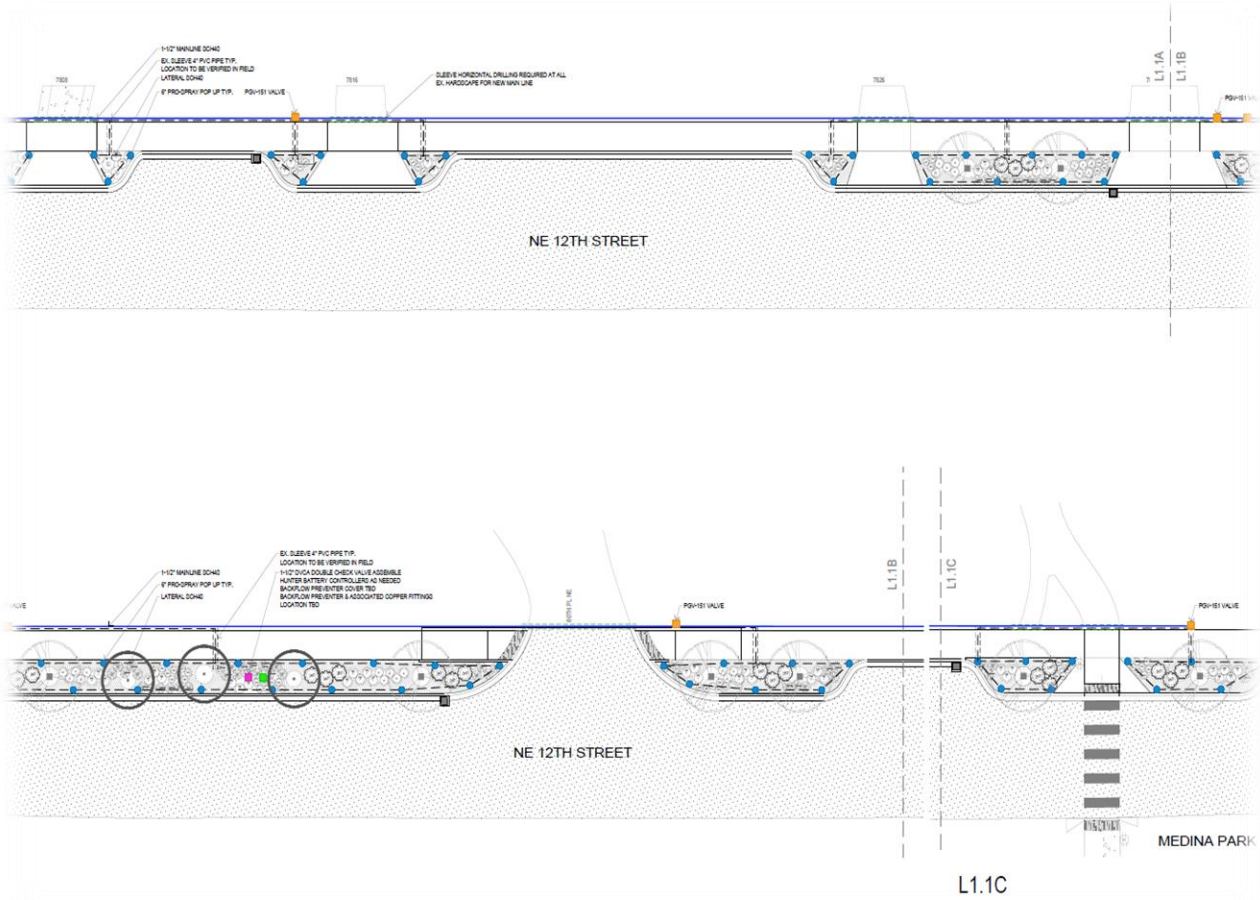 1-1/2" MAINLINE SCH40
EX. SLEEVE 4" PVC PIPE TYP.
LOCATION TO BE VERIFIED IN FIELD
LATERAL SCH40
6" PRO-SPRAY POP UP TYP.
PGV-151 VALVE
SLEEVE HORIZONTAL DRILLING REQUIRED AT ALL
EX. HARDSCAPE FOR NEW MAIN LINE
7816
L1.1A
L1.1B
NE 12TH STREET
EX. SLEEVE 4" PVC PIPE TYP.
LOCATION TO BE VERIFIED IN FIELD
1-1/2" DVCA DOUBLE CHECK VALVE ASSEMBLE
HUNTER BATTERY CONTROLLERS AS NEEDED
BACKFLOW PREVENTER COVER TBD
BACKFLOW PREVENTER & ASSOCIATED COPPER FITTINGS
LOCATION TBD
1-1/2" MAINLINE SCH40
6" PRO-SPRAY POP UP TYP.
LATERAL SCH40
PGV-151 VALVE
L1.1B
L1.1C
PGV-151 VALVE
NE 12TH STREET
MEDINA PARK
L1.1C